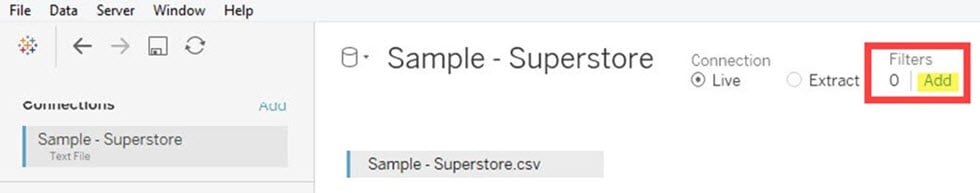 File Data Server Window Help
Sample - Superstore
Connection
Live Extract
Filters
0 Add
Connections Add
Sample - Superstore
Text File
Sample - Superstore.csv